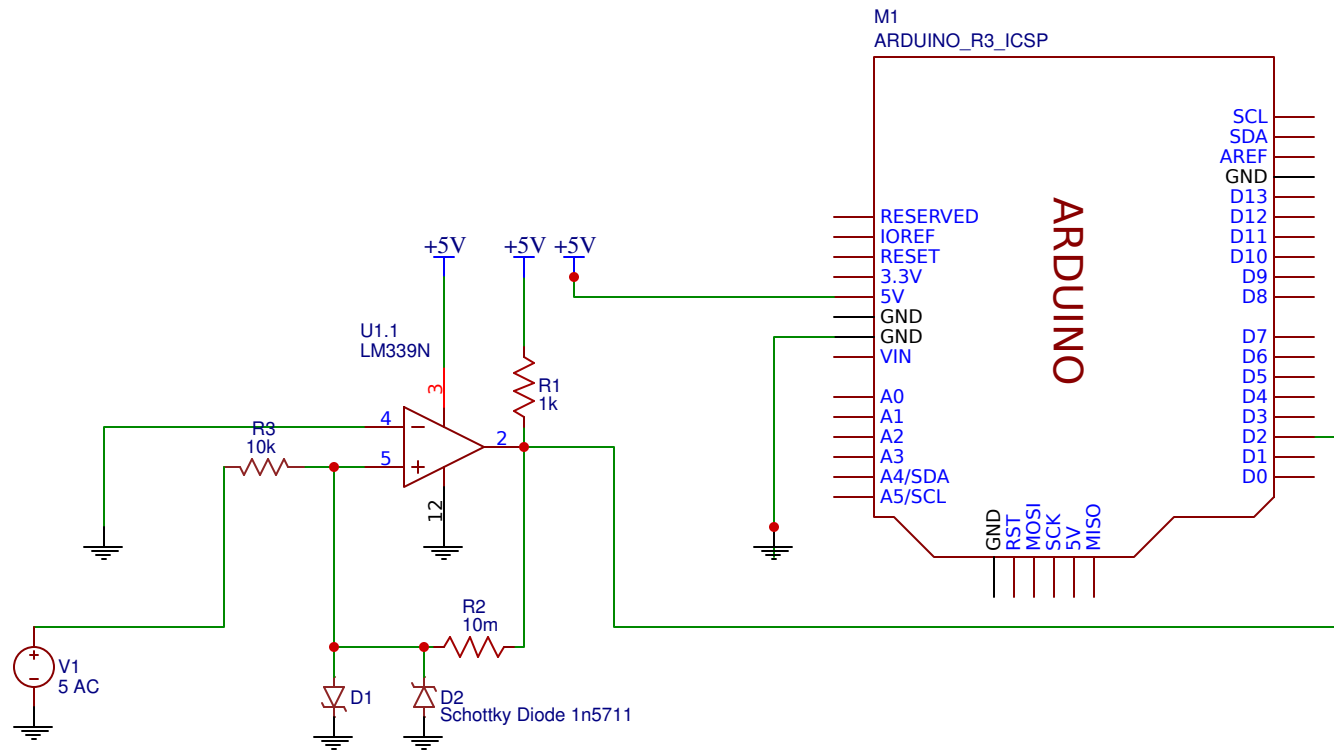 M1
ARDUINO_R3_ICSP
SCL
SDA
AREF
GND
D13
D12
D11
D10
D9
D8
D7
D6
D5
D4
D3
D2
D1
D0
RESERVED
IOREF
RESET
3.3V
5V
GND
GND
VIN
A0
A1
A2
A3
A4/SDA
A5/SCL
ARDUINO
GND
RST
MOSI
SCK
5V
MISO
+5V
+5V
+5V
U1.1
LM339N
3
R1
1k
4
−
2
R3
10k
5
+
12
R2
10m
+
−
V1
5 AC
D1
D2
Schottky Diode 1n5711